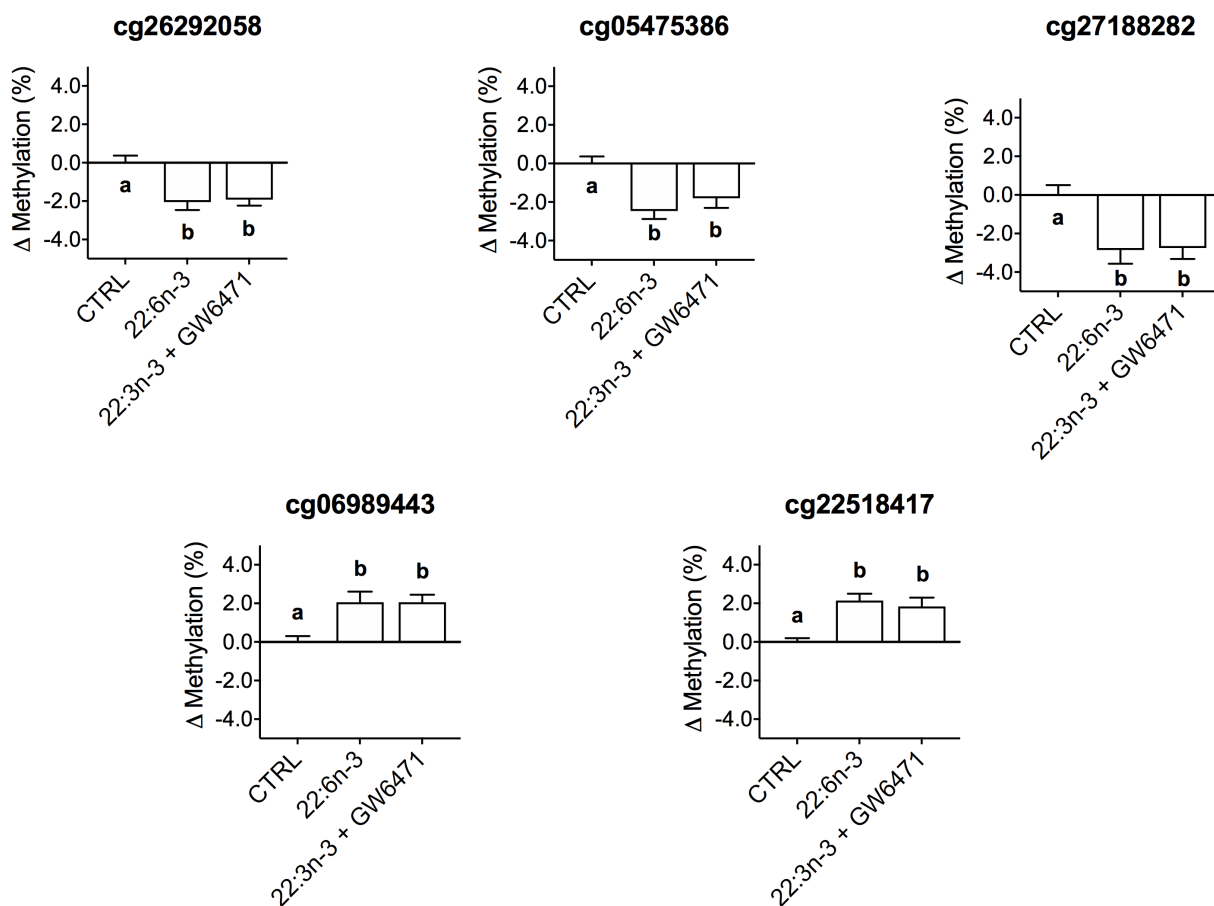 cg26292058
Δ Methylation (%)
4.0
2.0
0.0
-2.0
-4.0
a
b
b
CTRL
22:6n-3
22:3n-3 + GW6471
cg05475386
Δ Methylation (%)
4.0
2.0
0.0
-2.0
-4.0
a
b
b
CTRL
22:6n-3
22:3n-3 + GW6471
cg27188282
Δ Methylation (%)
4.0
2.0
0.0
-2.0
-4.0
a
b
b
CTRL
22:6n-3
22:3n-3 + GW6471
cg06989443
Δ Methylation (%)
4.0
2.0
0.0
-2.0
-4.0
a
b
b
CTRL
22:6n-3
22:3n-3 + GW6471
cg22518417
Δ Methylation (%)
4.0
2.0
0.0
-2.0
-4.0
a
b
b
CTRL
22:6n-3
22:3n-3 + GW6471